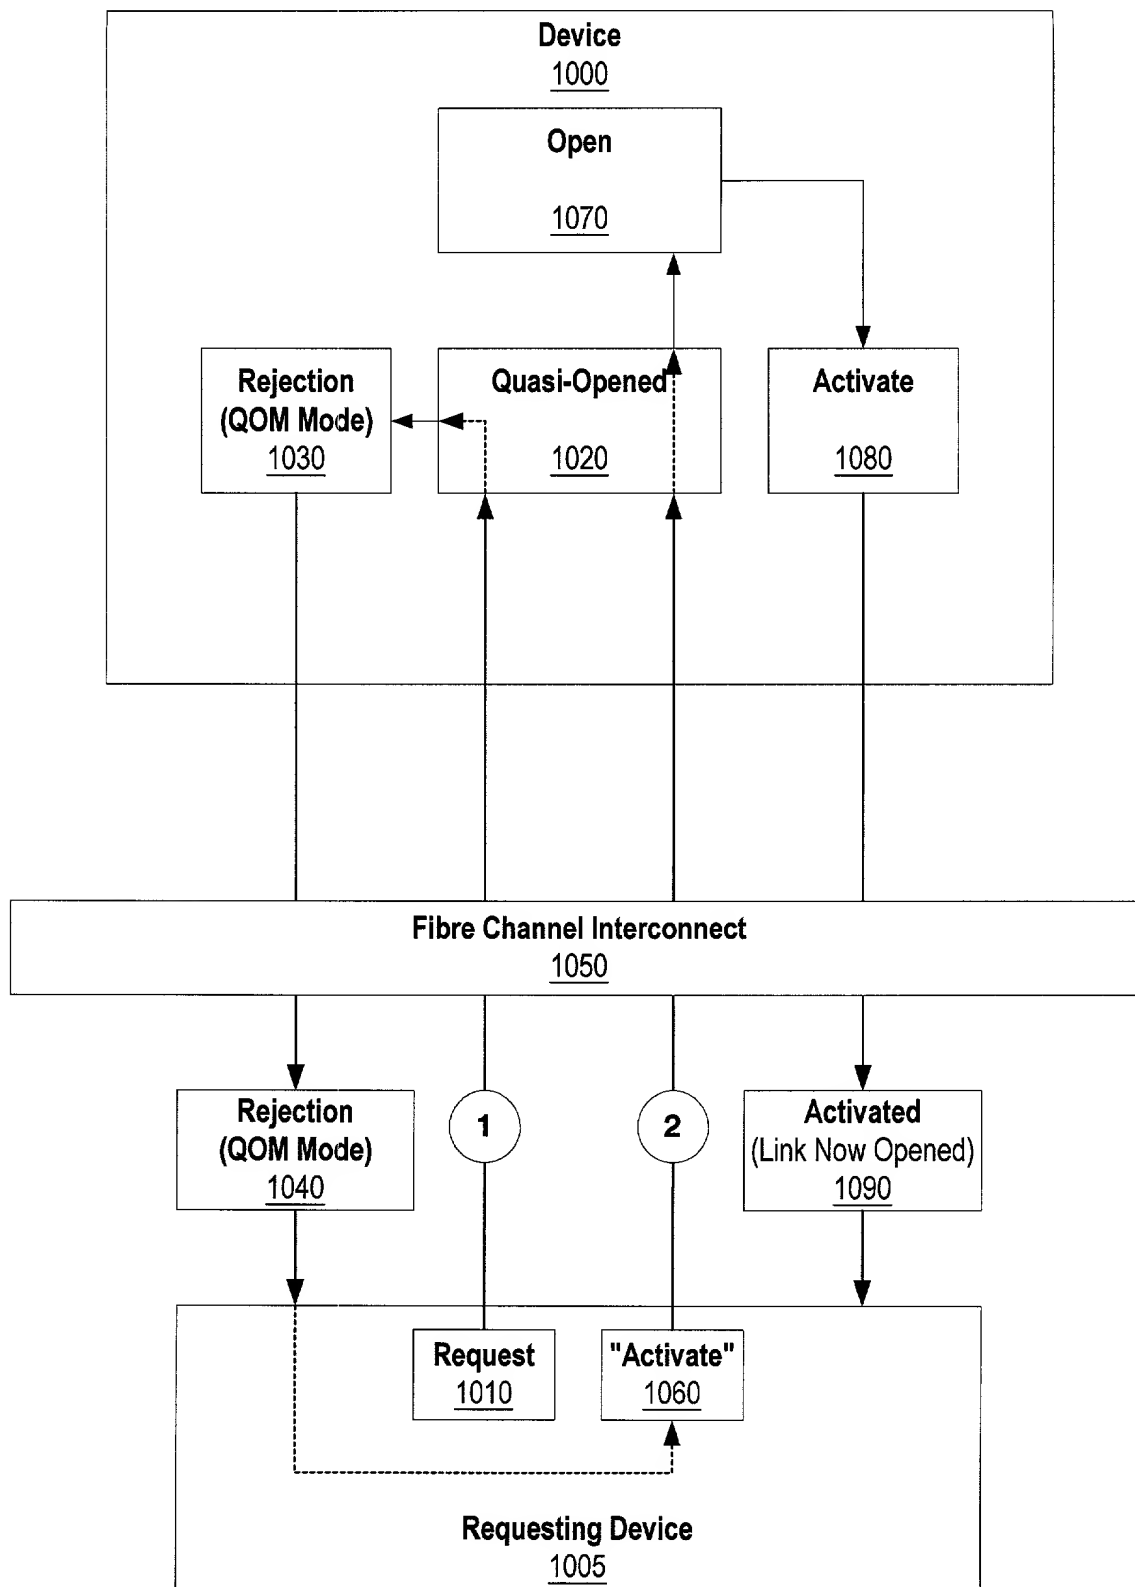 Device
1000
Open
1070
Rejection
(QOM Mode)
1030
Quasi-Opened
1020
Activate
1080
Fibre Channel Interconnect
1050
Rejection
(QOM Mode)
1040
1
2
Activated
(Link Now Opened)
1090
Request
1010
"Activate"
1060
Requesting Device
1005